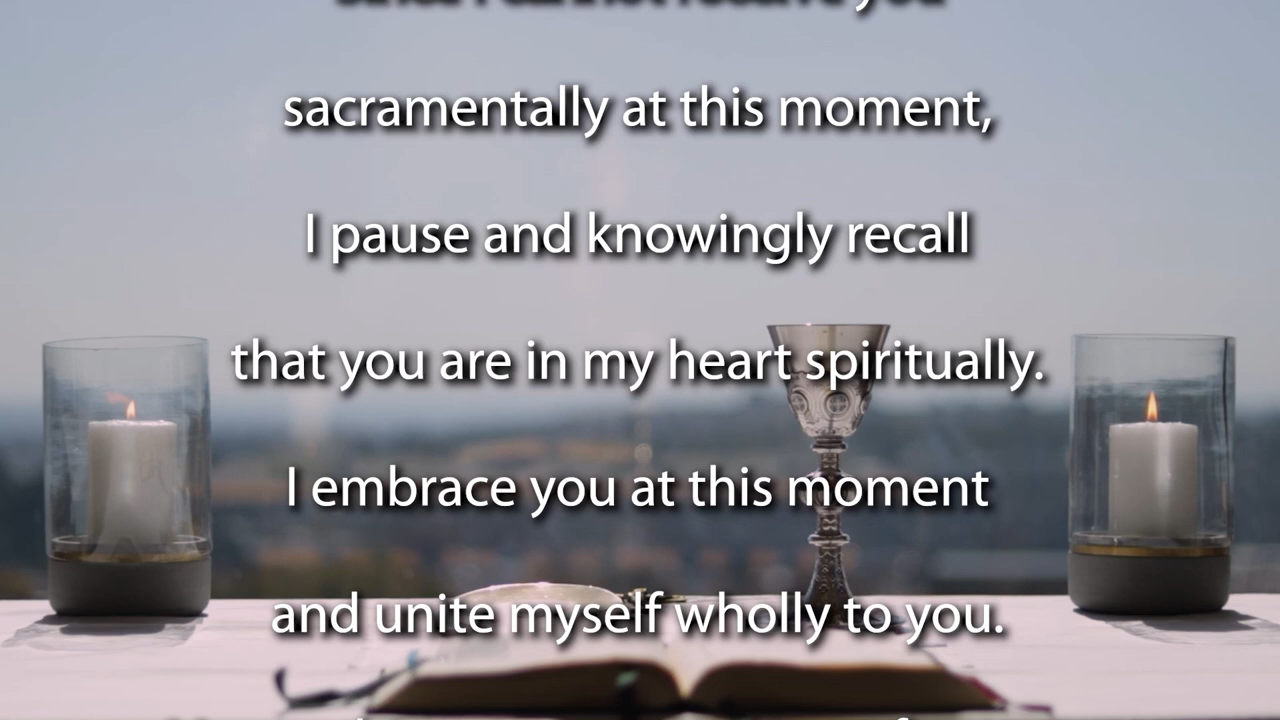 sacramentally at this moment,
I pause and knowingly recall
that you are in my heart spiritually.
I embrace you at this moment
and unite myself wholly to you.